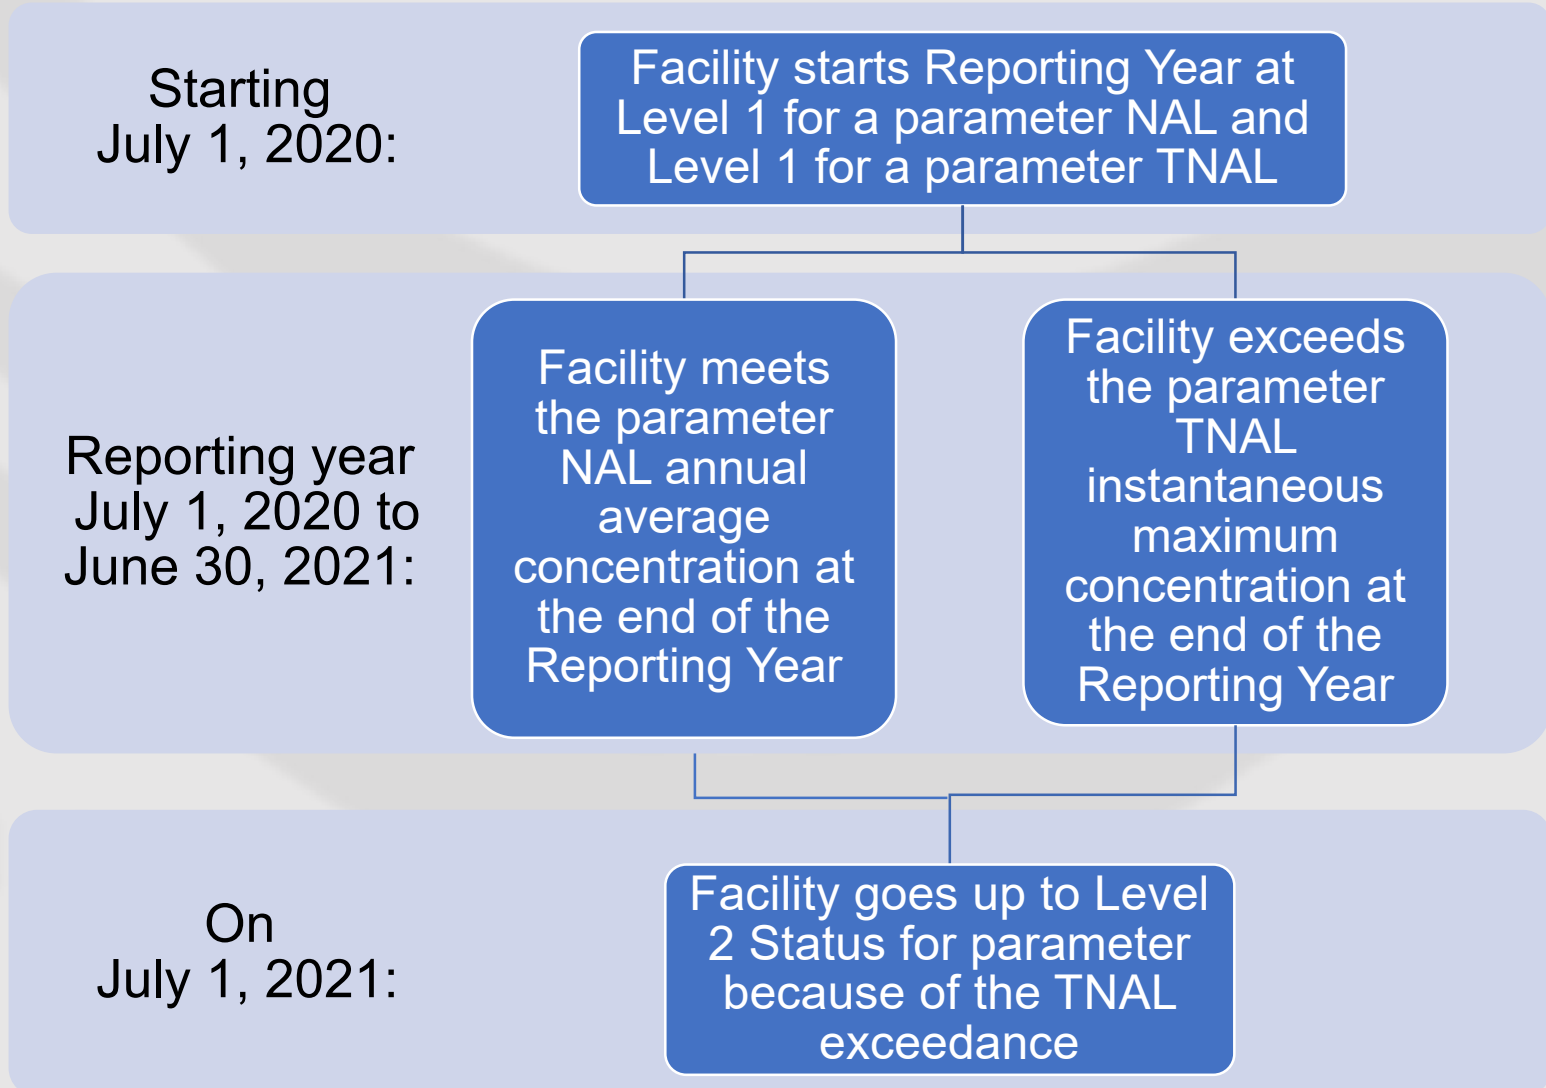 Starting
July 1, 2020:
Facility starts Reporting Year at
Level 1 for a parameter NAL and
Level 1 for a parameter TNAL
Reporting year
July 1, 2020 to
June 30, 2021:
Facility meets
the parameter
NAL annual
average
concentration at
the end of the
Reporting Year
Facility exceeds
the parameter
TNAL
instantaneous
maximum
concentration at
the end of the
Reporting Year
On
July 1, 2021:
Facility goes up to Level
2 Status for parameter
because of the TNAL
exceedance